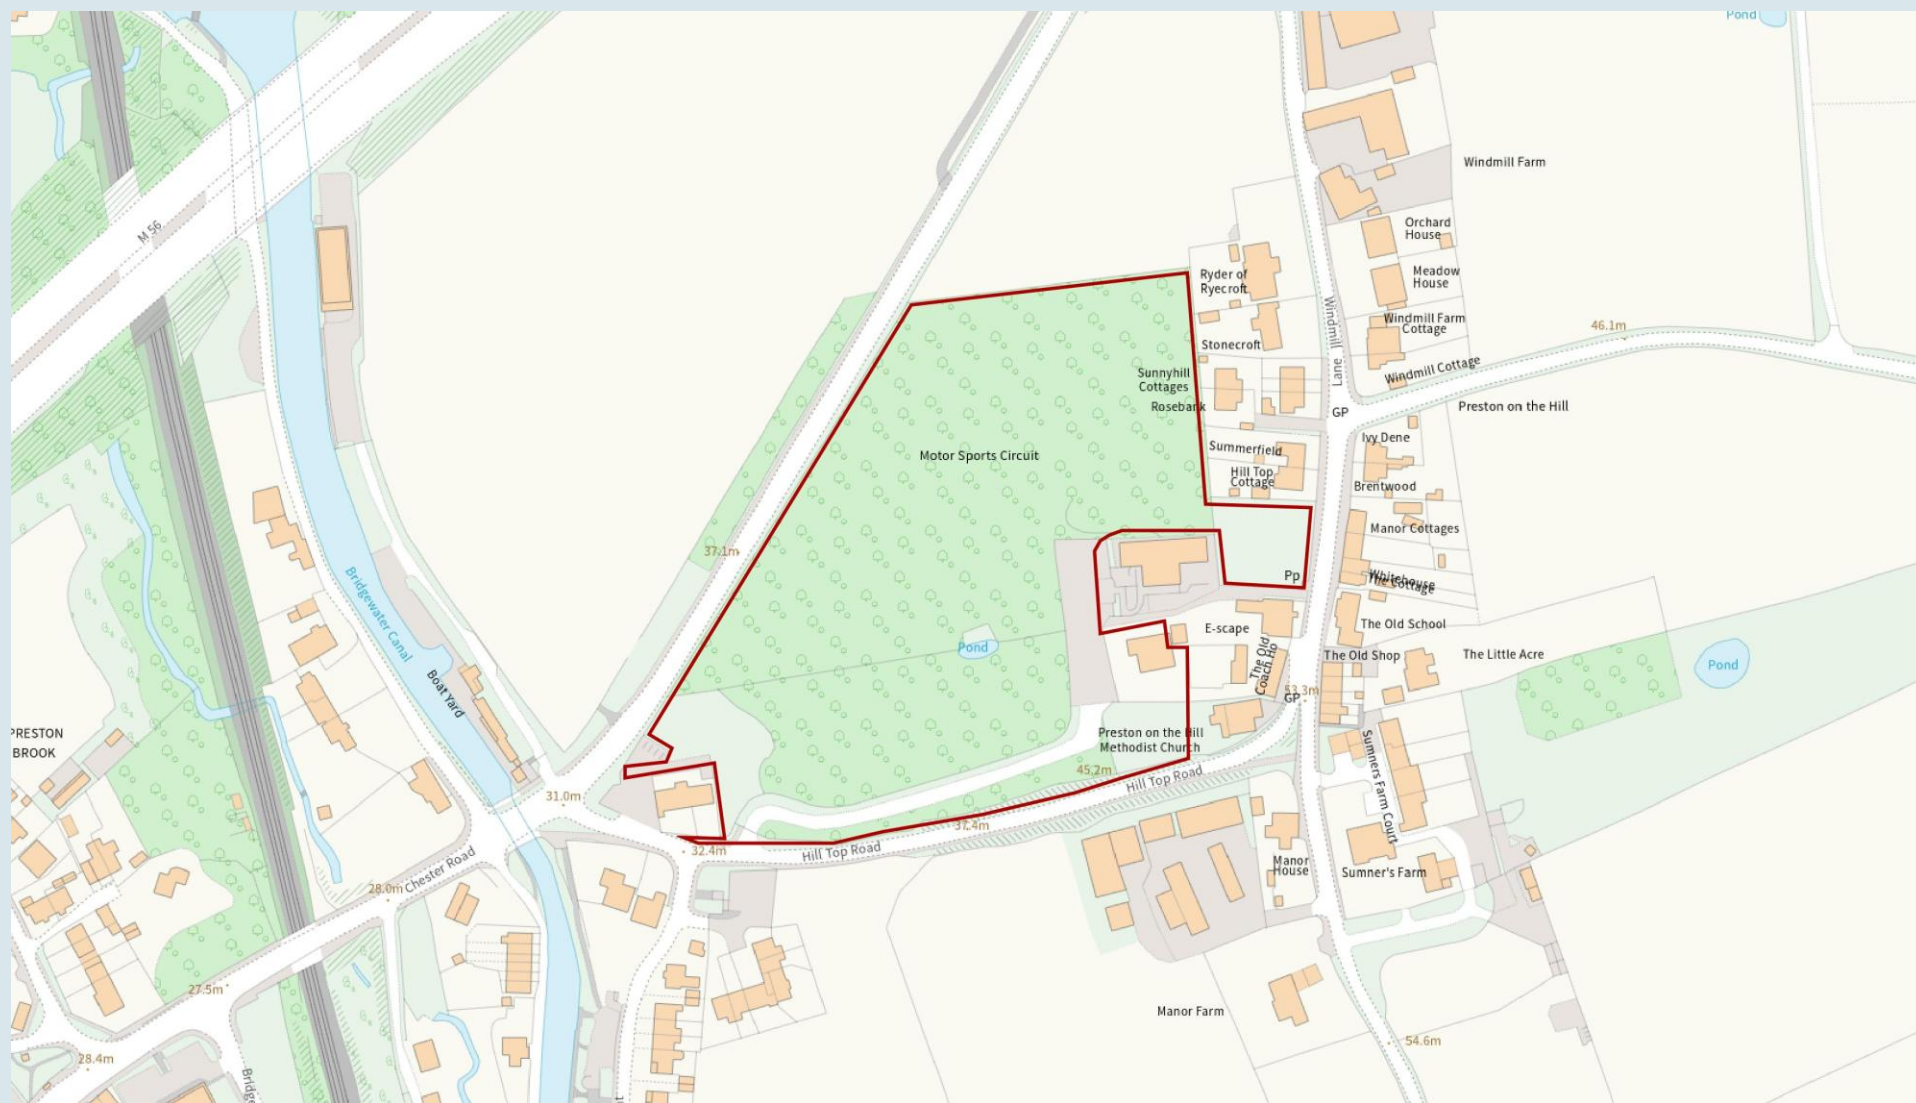 Pond
M 56
Windmill Farm
Orchard
House
Ryder of
Ryecroft
Meadow
House
Windmill Farm
Cottage
46.1m
Stonecroft
Windmill Lane
Windmill Cottage
Sunnyhill
Cottages
Rosebank
GP
Preston on the Hill
Ivy Dene
Summerfield
Motor Sports Circuit
Hill Top
Cottage
Brentwood
Manor Cottages
37.1m
Pp
Whitehouse
The Cottage
Bridgewater Canal
E-scape
The Old School
Pond
The Old
Coach Ho
The Old Shop
The Little Acre
Pond
Boat Yard
53.3m
GP
PRESTON
BROOK
Preston on the Hill
Methodist Church
45.2m
Hill Top Road
Sumners Farm Court
31.0m
37.4m
32.4m
Hill Top Road
Chester Road
28.0m
Manor
House
Sumner's Farm
27.5m
Manor Farm
54.6m
28.4m